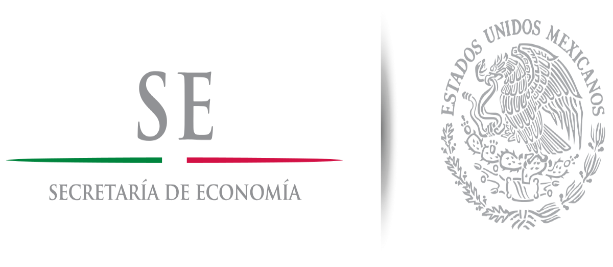 SE
SECRETARÍA DE ECONOMÍA
ESTADOS UNIDOS MEXICANOS